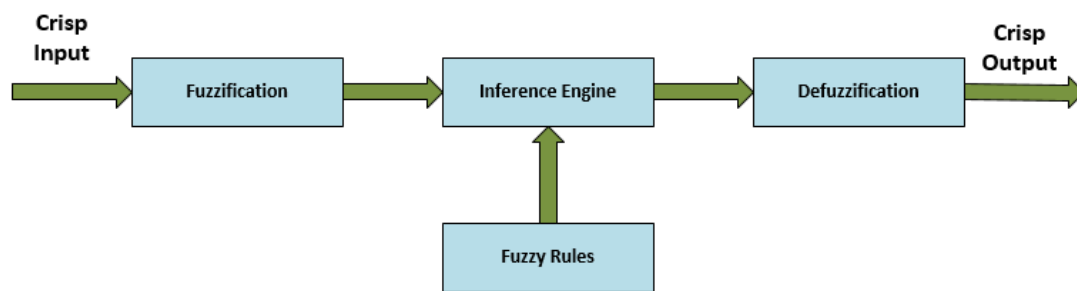 Crisp
Input
Fuzzification
Inference Engine
Defuzzification
Crisp
Output
Fuzzy Rules